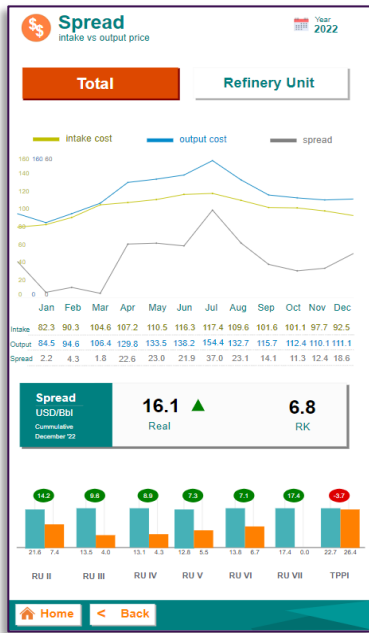 Spread
intake vs output price
Year
2022
Total
Refinery Unit
intake cost output cost spread
160 160 60
140
120
100
80
60
40
20
0 0 0
Jan Feb Mar Apr May Jun Jul Aug Sep Oct Nov Dec
Intake 82.3 90.3 104.6 107.2 110.5 116.3 117.4 109.6 101.6 101.1 97.7 92.5
Output 84.5 94.6 106.4 129.8 133.5 138.2 154.4 132.7 115.7 112.4 110.1 111.1
Spread 2.2 4.3 1.8 22.6 23.0 21.9 37.0 23.1 14.1 11.3 12.4 18.6
Spread
USD/Bbl
Cummulative
December '22
16.1
Real
6.8
RK
14.2 9.6 8.9 7.3 7.1 17.4 -3.7
21.6 7.4 13.5 4.0 13.1 4.3 12.8 5.5 13.8 6.7 17.4 0.0 22.7 26.4
RU II RU III RU IV RU V RU VI RU VII TPPI
Home
< Back